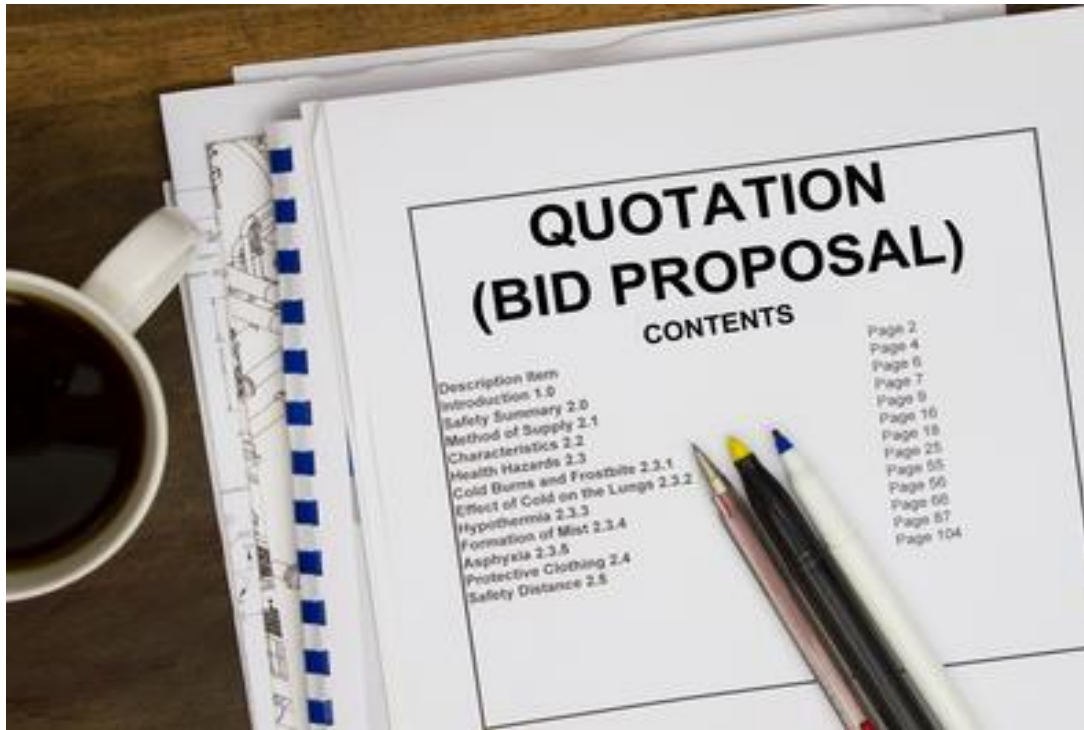 QUOTATION
(BID PROPOSAL)
CONTENTS
Description Item Page 2
Introduction 1.0 Page 4
Safety Summary 2.0 Page 6
Method of Supply 2.1 Page 7
Characteristics 2.2 Page 9
Health Hazards 2.3 Page 16
Cold Burns and Frostbite 2.3.1 Page 18
Effect of Cold on the Lungs 2.3.2 Page 25
Hypothermia 2.3.3 Page 55
Formation of Mist 2.3.4 Page 56
Asphyxia 2.3.5 Page 66
Protective Clothing 2.4 Page 87
Safety Distance 2.5 Page 104